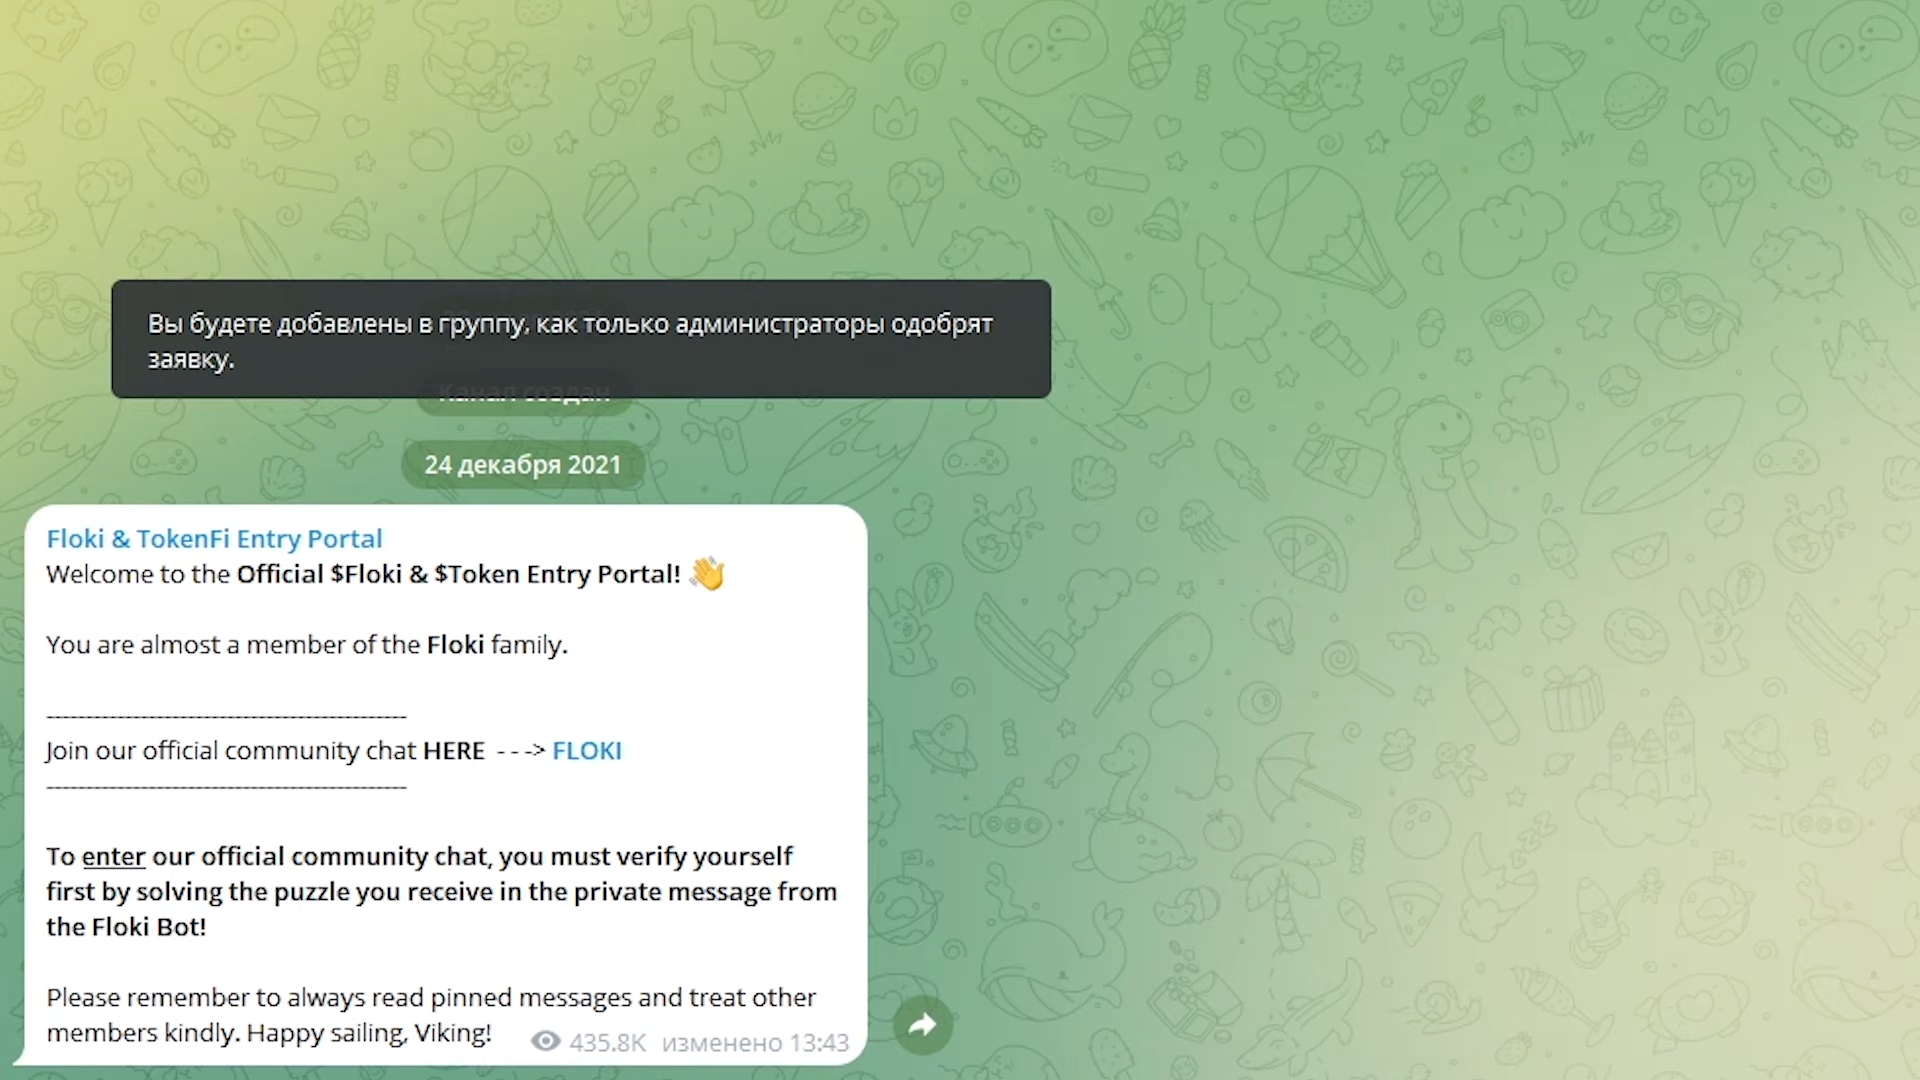 Вы будете добавлены в группу, как только администраторы одобрят
заявку.
Канал создан
24 декабря 2021
Floki & TokenFi Entry Portal
Welcome to the Official $Floki & $Token Entry Portal! 👋
You are almost a member of the Floki family.
---------------------------------------------
Join our official community chat HERE - - -> FLOKI
---------------------------------------------
To enter our official community chat, you must verify yourself
first by solving the puzzle you receive in the private message from
the Floki Bot!
Please remember to always read pinned messages and treat other
members kindly. Happy sailing, Viking!
435.8K изменено 13:43